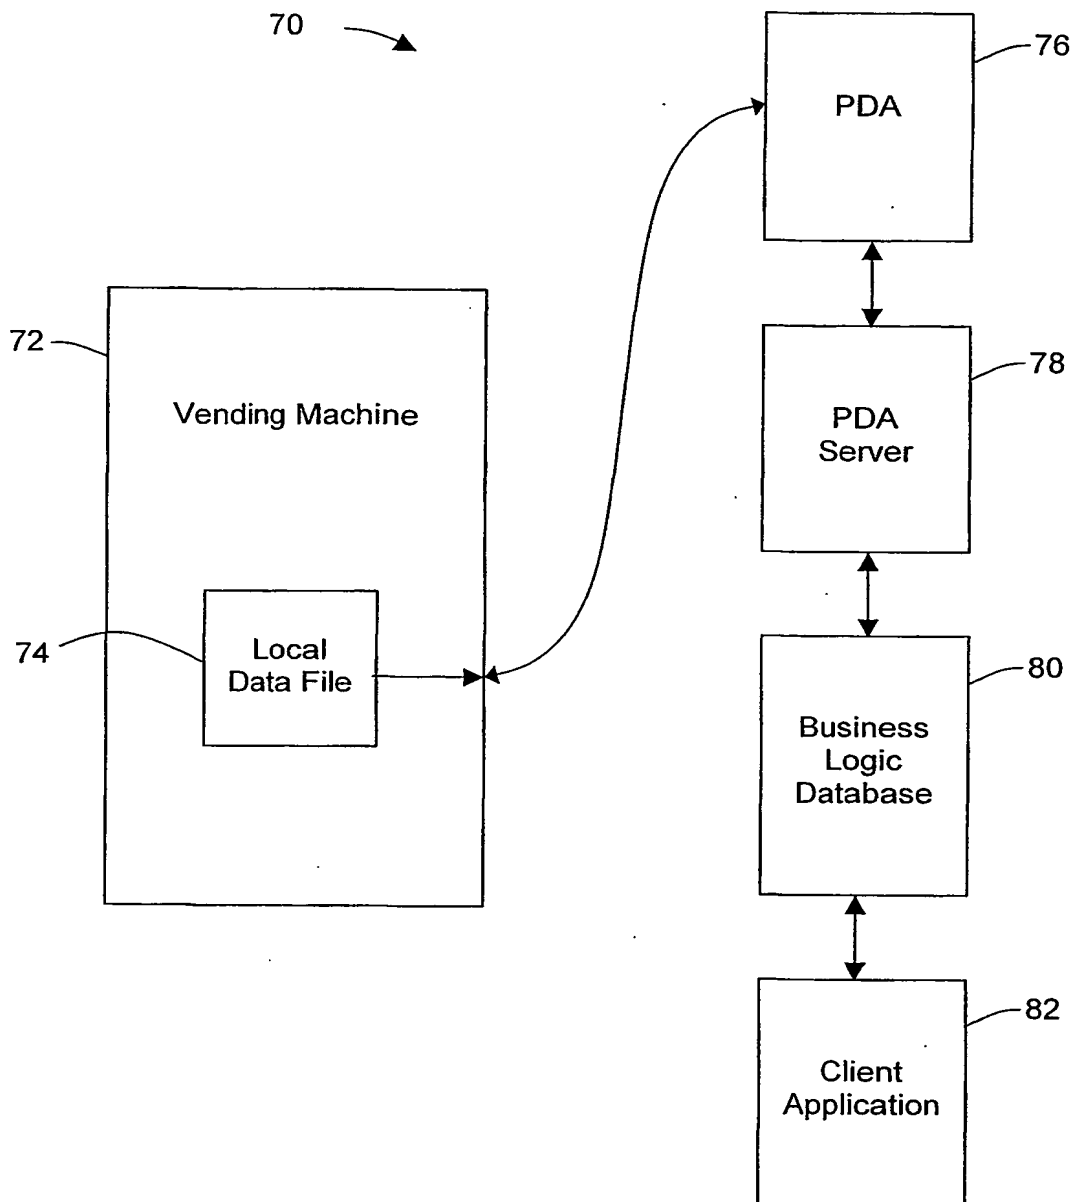 70
76
PDA
72
Vending Machine
78
PDA
Server
74
Local
Data File
80
Business
Logic
Database
82
Client
Application